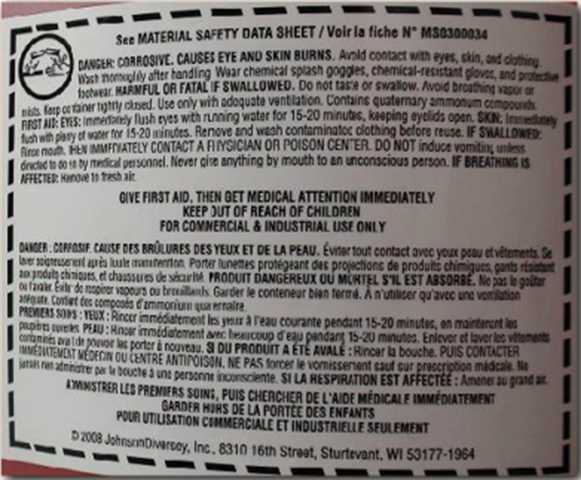 See MATERIAL SAFETY DATA SHEET / Voir la fiche N° MS0300034
DANGER: CORROSIVE. CAUSES EYE AND SKIN BURNS. Avoid contact with eyes, skin, and clothing.
Wash thoroughly after handling. Wear chemical splash goggles, chemical-resistant gloves, and protective
footwear. HARMFUL OR FATAL IF SWALLOWED. Do not taste or swallow. Avoid breathing vapor or
mists. Keep container tightly closed. Use only with adequate ventilation. Contains quaternary ammonium compounds.
FIRST AID: EYES: Immediately flush eyes with running water for 15-20 minutes, keeping eyelids open. SKIN: Immediately
flush with plenty of water for 15-20 minutes. Remove and wash contaminated clothing before reuse. IF SWALLOWED:
Rinse mouth. THEN IMMEDIATELY CONTACT A PHYSICIAN OR POISON CENTER. DO NOT induce vomiting unless
directed to do so by medical personnel. Never give anything by mouth to an unconscious person. IF BREATHING IS
AFFECTED: Remove to fresh air.
GIVE FIRST AID, THEN GET MEDICAL ATTENTION IMMEDIATELY
KEEP OUT OF REACH OF CHILDREN
FOR COMMERCIAL & INDUSTRIAL USE ONLY
DANGER : CORROSIF. CAUSE DES BRÛLURES DES YEUX ET DE LA PEAU. Éviter tout contact avec yeux peau et vêtements. Se
laver soigneusement après toute manutention. Porter lunettes protégeant des projections de produits chimiques, gants résistant
aux produits chimiques, et chaussures de sécurité. PRODUIT DANGEREUX OU MORTEL S'IL EST ABSORBÉ. Ne pas le goûter
ou l'avaler. Éviter de respirer vapours ou brouillards. Garder le conteneur bien fermé. À n'utiliser qu'avec une ventilation
adéquate. Contient des composés d'ammonium quaternaire.
PREMIERS SOINS : YEUX : Rincer immédiatement les yeux à l'eau courante pendant 15-20 minutes, en maintenant les
paupières ouvertes. PEAU : Rincer immédiatement avec beaucoup d'eau pendant 15-20 minutes. Enlever et laver les vêtements
contaminés avant de pouvoir les porter à nouveau. SI DU PRODUIT A ÉTÉ AVALÉ : Rincer la bouche. PUIS CONTACTER
IMMÉDIATEMENT MÉDECIN OU CENTRE ANTIPOISON. NE PAS forcer le vomissement sauf sur prescription médicale. Ne
jamais rien administrer par la bouche à une personne inconsciente. SI LA RESPIRATION EST AFFECTÉE : Amener au grand air.
ADMINISTRER LES PREMIERS SOINS, PUIS CHERCHER DE L'AIDE MÉDICALE IMMÉDIATEMENT
GARDER HORS DE LA PORTÉE DES ENFANTS
POUR UTILISATION COMMERCIALE ET INDUSTRIELLE SEULEMENT
© 2008 JohnsonDiversey, Inc., 8310 16th Street, Sturtevant, WI 53177-1964